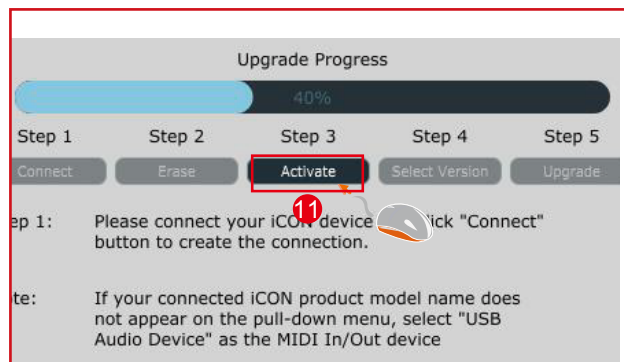 Upgrade Progress
40%
Step 1 Step 2 Step 3 Step 4 Step 5
Connect Erase Activate Select Version Upgrade
11
ep 1: Please connect your iCON device ick "Connect"
button to create the connection.
te: If your connected iCON product model name does
not appear on the pull-down menu, select "USB
Audio Device" as the MIDI In/Out device